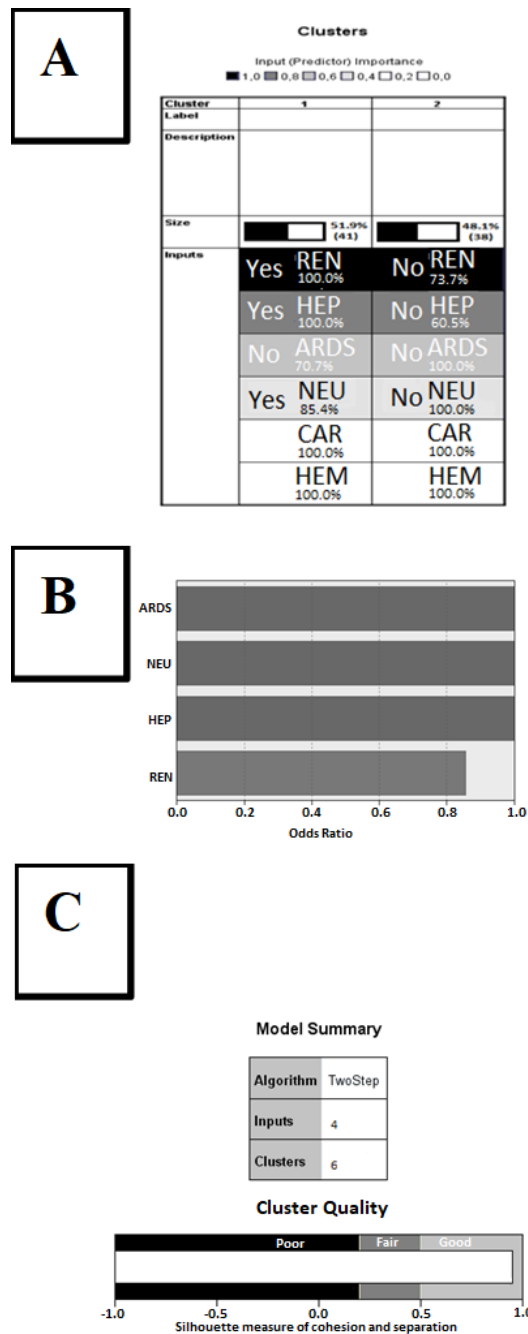 A
Clusters
Input (Predictor) Importance
1,0 0,8 0,6 0,4 0,2 0,0
Cluster 1 2
Label
Description
Size 51.9% (41) 48.1% (38)
Inputs
Yes REN 100.0% No REN 73.7%
Yes HEP 100.0% No HEP 60.5%
No ARDS 70.7% No ARDS 100.0%
Yes NEU 85.4% No NEU 100.0%
CAR 100.0% CAR 100.0%
HEM 100.0% HEM 100.0%
B
ARDS
NEU
HEP
REN
0.0 0.2 0.4 0.6 0.8 1.0
Odds Ratio
C
Model Summary
Algorithm TwoStep
Inputs 4
Clusters 6
Cluster Quality
Poor Fair Good
-1.0 -0.5 0.0 0.5 1.0
Silhouette measure of cohesion and separation